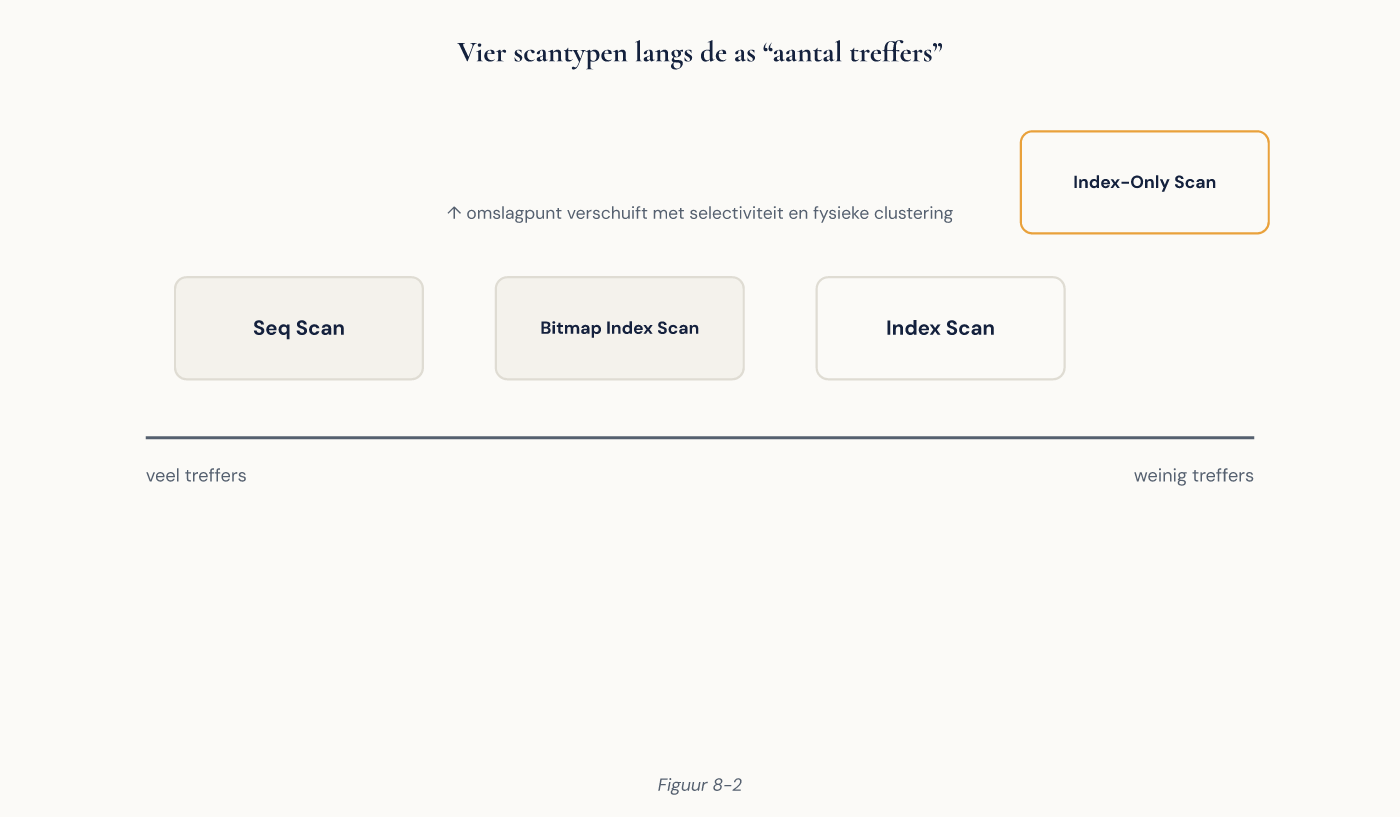 Vier scantypen langs de as “aantal treffers”
Index-Only Scan
↑ omslagpunt verschuift met selectiviteit en fysieke clustering
Seq Scan
Bitmap Index Scan
Index Scan
veel treffers
weinig treffers
Figuur 8-2